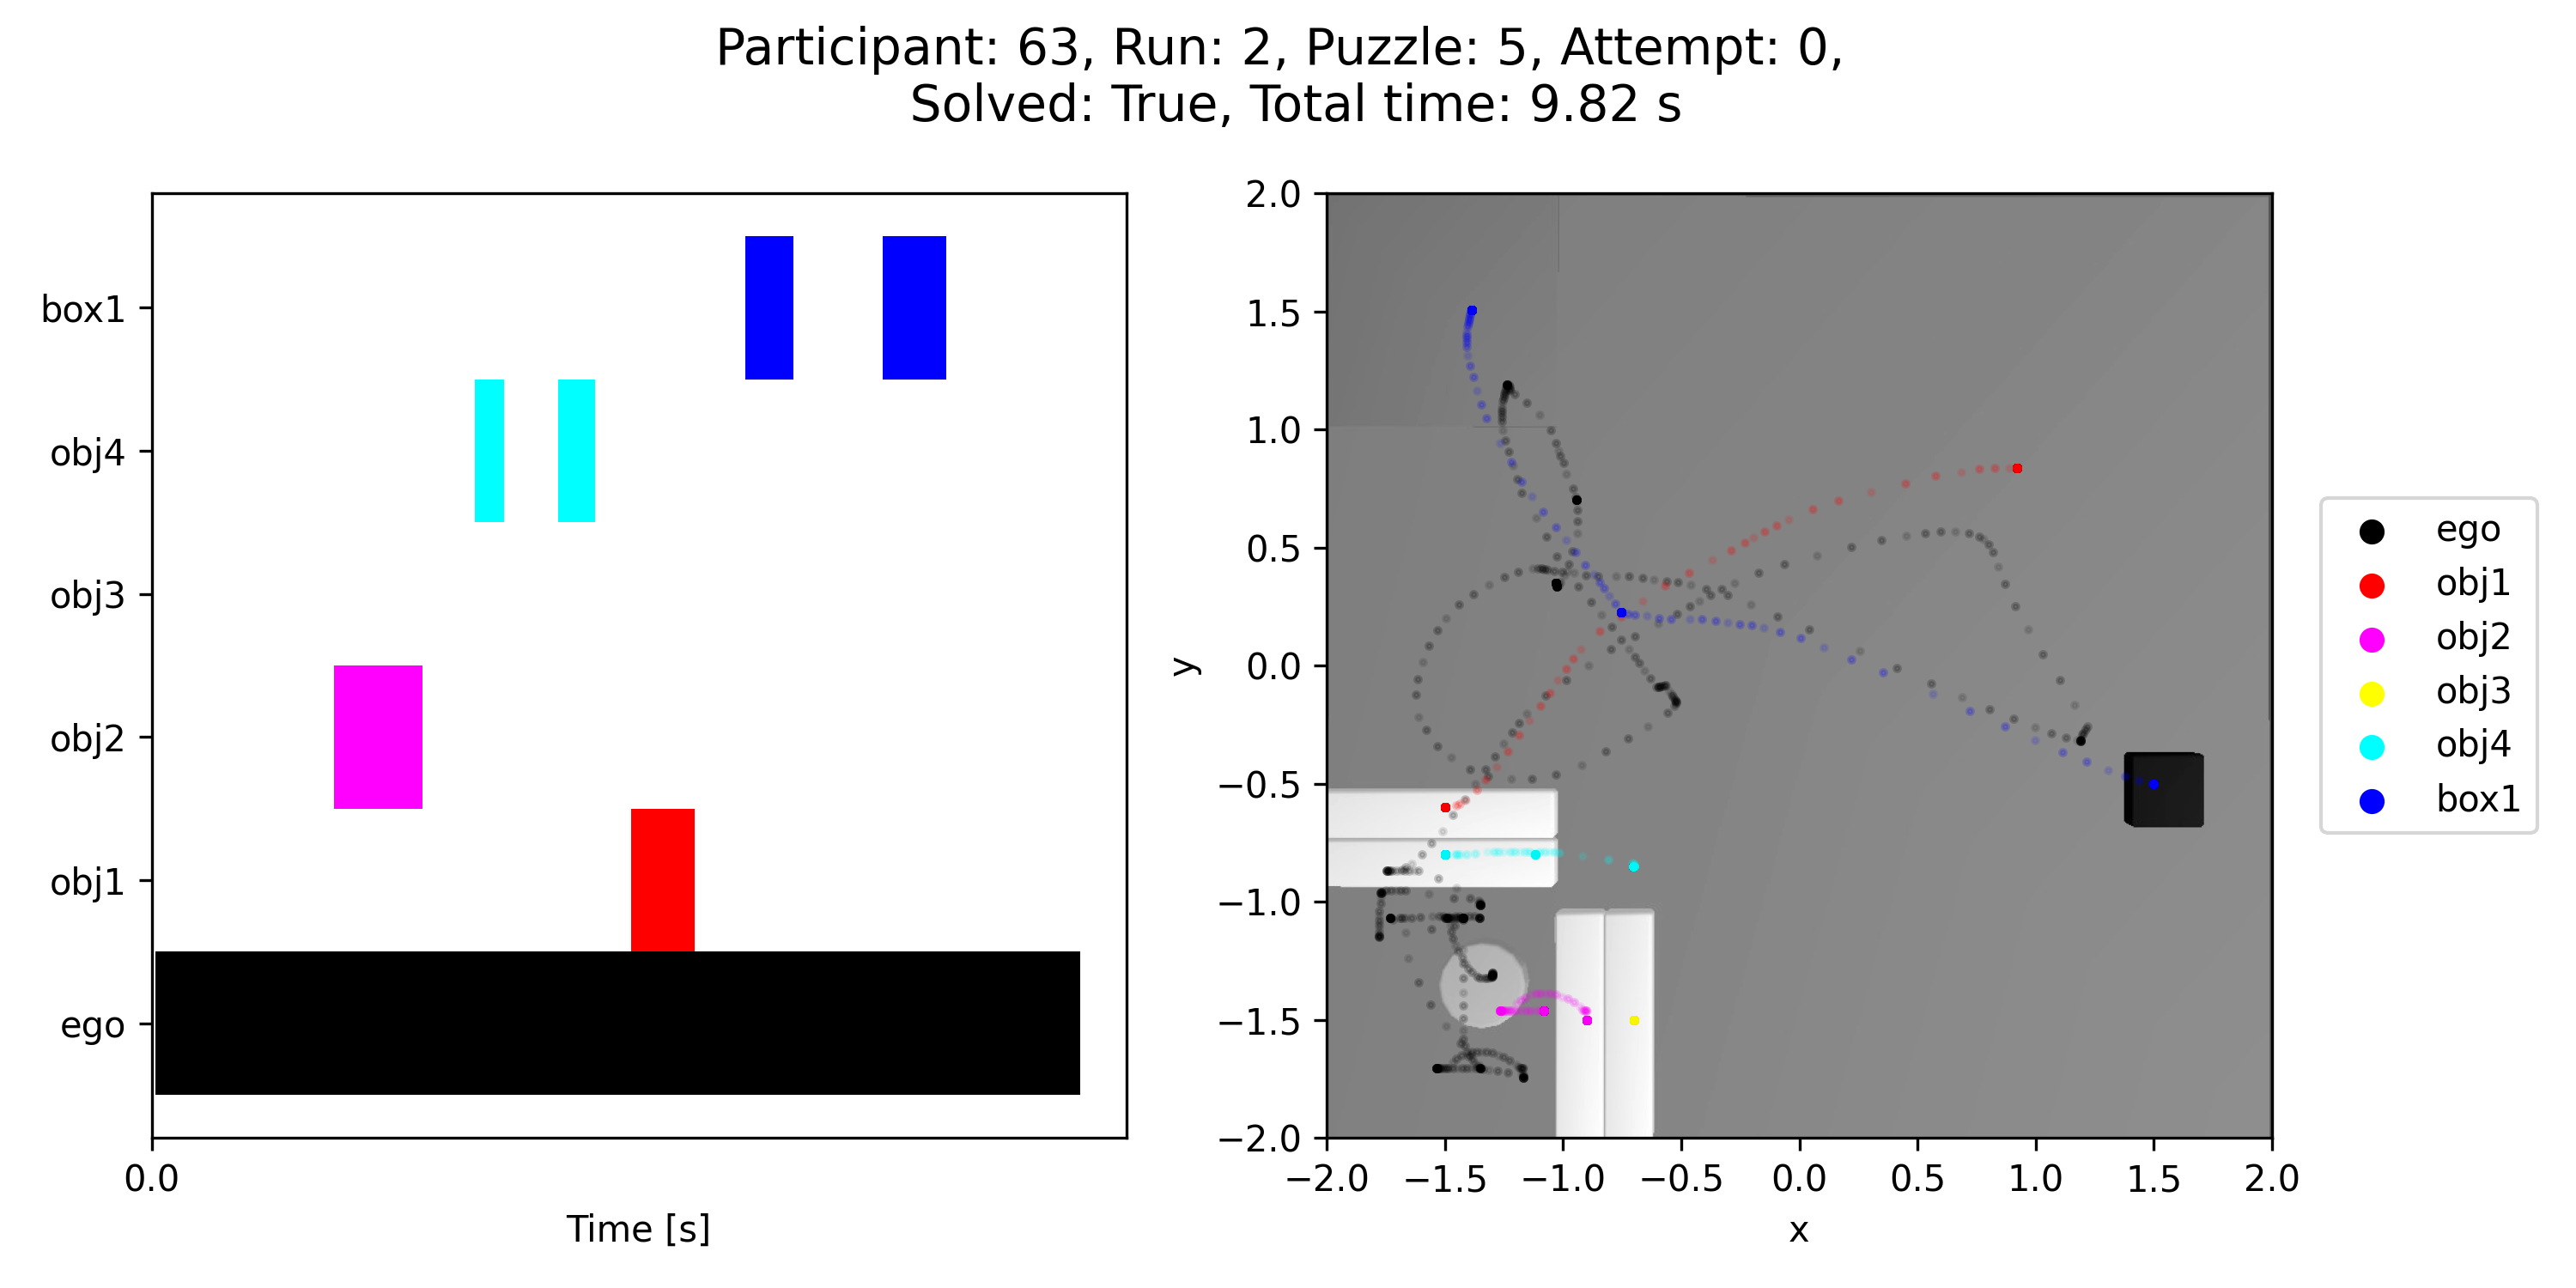 Participant: 63, Run: 2, Puzzle: 5, Attempt: 0,
Solved: True, Total time: 9.82 s
box1
obj4
obj3
obj2
obj1
ego
0.0
Time [s]
2.0
1.5
1.0
0.5
0.0
−0.5
−1.0
−1.5
−2.0
y
−2.0 −1.5 −1.0 −0.5 0.0 0.5 1.0 1.5 2.0
x
ego
obj1
obj2
obj3
obj4
box1